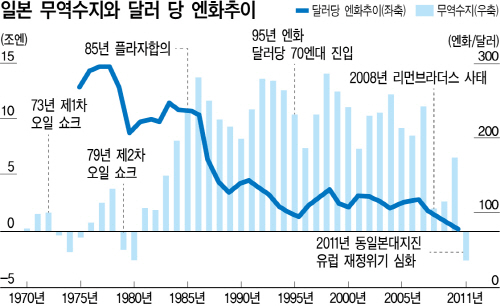 일본 무역수지와 달러 당 엔화추이
달러당 엔화추이(좌축)
무역수지(우축)
(조엔)
(엔화/달러)
85년 플라자합의
95년 엔화
달러당 70엔대 진입
2008년 리먼브라더스 사태
73년 제1차
오일 쇼크
79년 제2차
오일 쇼크
2011년 동일본대지진
유럽 재정위기 심화
15
10
5
0
-5
300
200
100
0
1970년
1975년
1980년
1985년
1990년
1995년
2000년
2005년
2011년